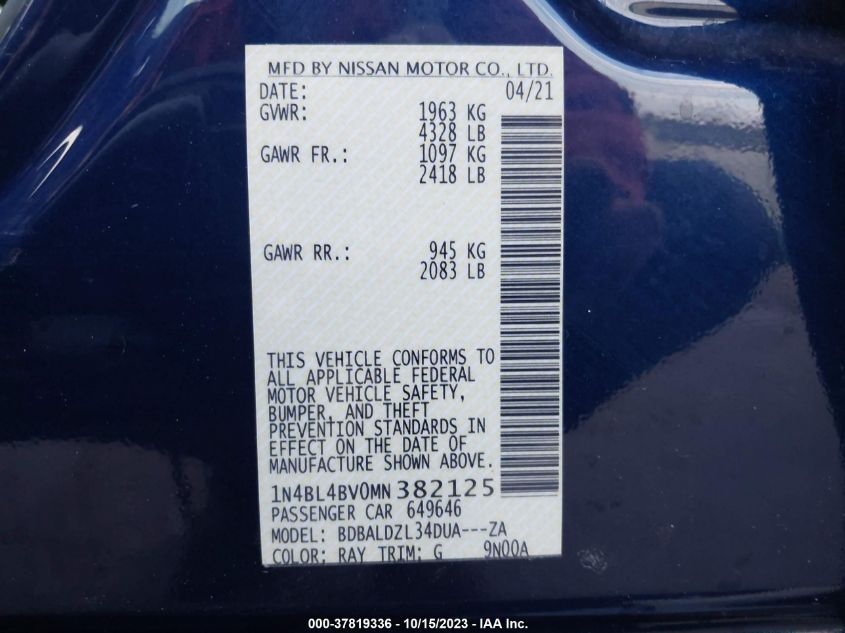 MFD BY NISSAN MOTOR CO., LTD.
DATE: 04/21
GVWR: 1963 KG
4328 LB
GAWR FR.: 1097 KG
2418 LB
GAWR RR.: 945 KG
2083 LB
THIS VEHICLE CONFORMS TO
ALL APPLICABLE FEDERAL
MOTOR VEHICLE SAFETY,
BUMPER, AND THEFT
PREVENTION STANDARDS IN
EFFECT ON THE DATE OF
MANUFACTURE SHOWN ABOVE.
1N4BL4BV0MN382125
PASSENGER CAR 649646
MODEL: BDBALDZL34DUA---ZA
COLOR: RAY TRIM: G 9N00A
000-37819336 - 10/15/2023 - IAA Inc.